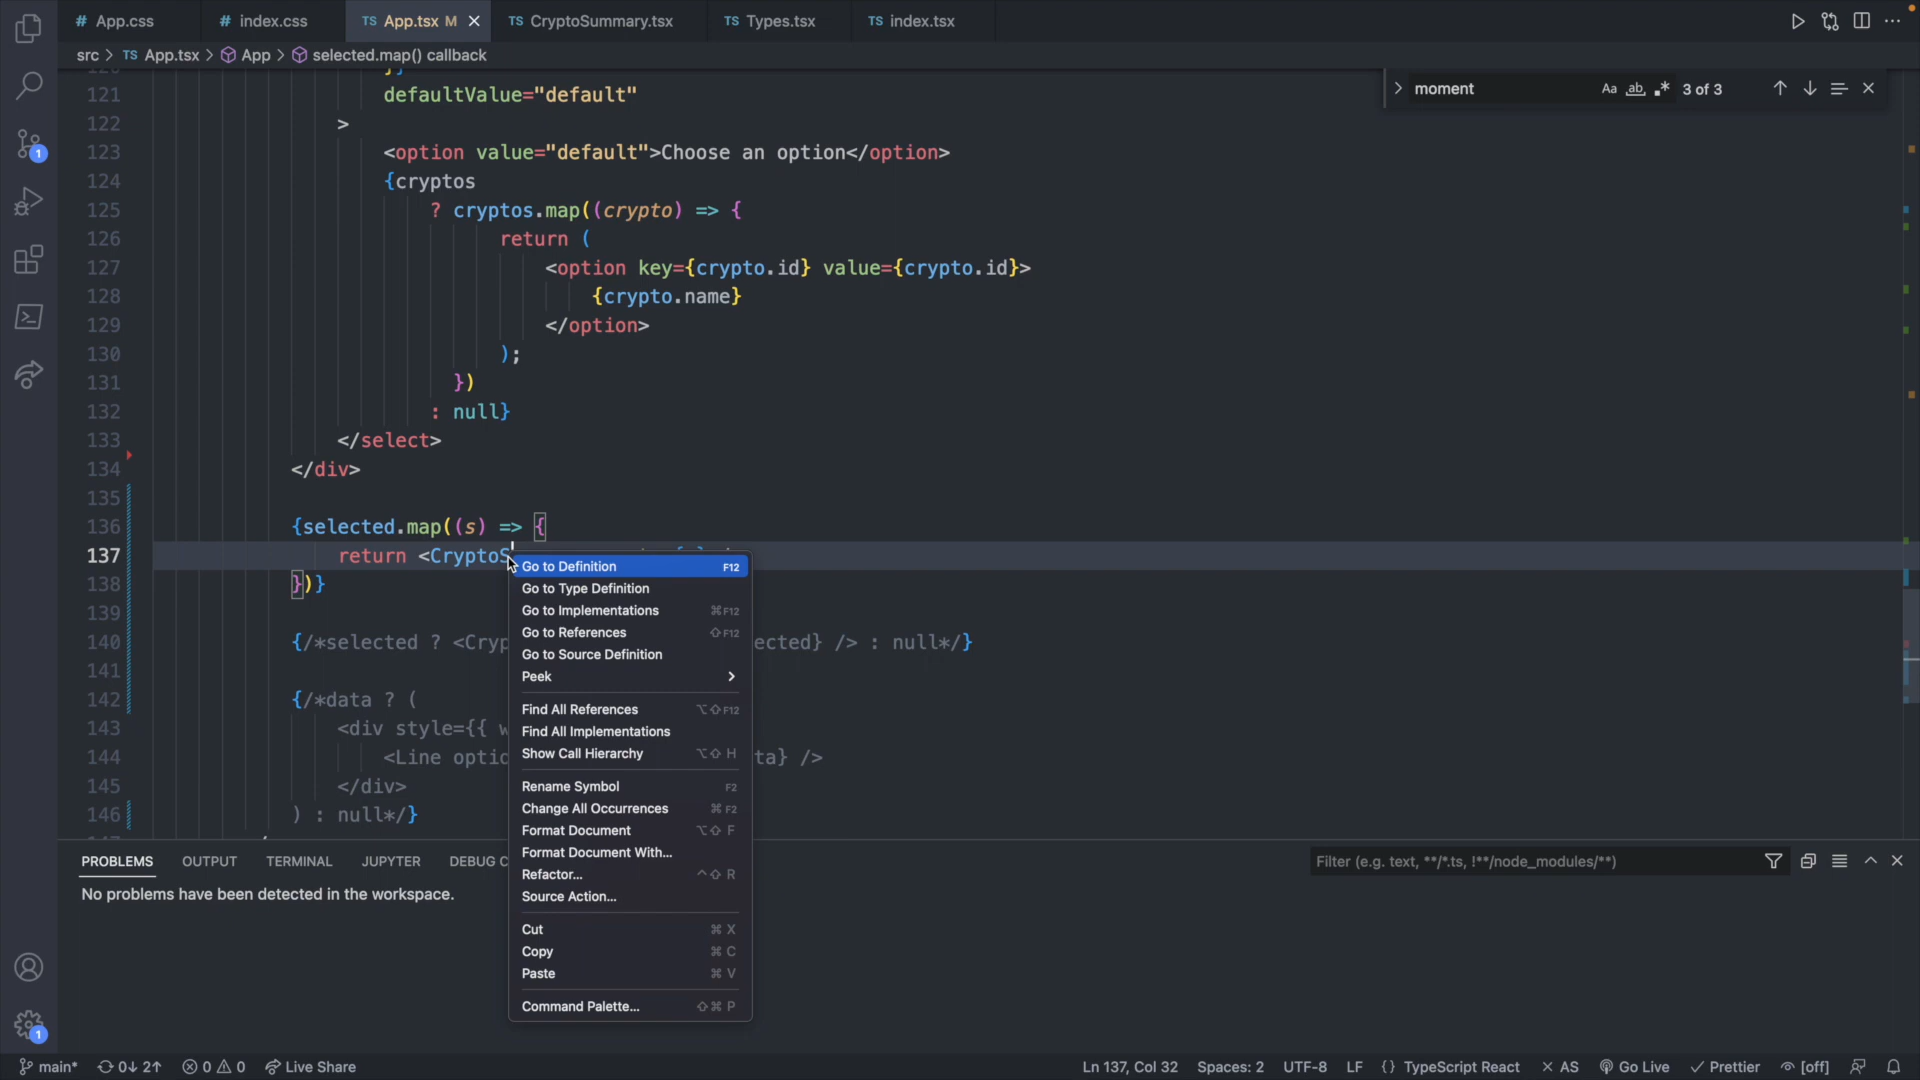 # App.css
# index.css
TS App.tsx M
TS CryptoSummary.tsx
TS Types.tsx
TS index.tsx
src > TS App.tsx > App > selected.map() callback
moment
Aa ab 3 of 3
121 defaultValue="default"
122 >
123 <option value="default">Choose an option</option>
124 {cryptos
125 ? cryptos.map((crypto) => {
126 return (
127 <option key={crypto.id} value={crypto.id}>
128 {crypto.name}
129 </option>
130 );
131 })
132 : null}
133 </select>
134 </div>
135
136 {selected.map((s) => {
137 return <CryptoS
138 })}
139
140 {/*selected ? <Cryp ected} /> : null*/}
141
142 {/*data ? (
143 <div style={{ w
144 <Line optio ta} />
145 </div>
146 ) : null*/}
Go to Definition F12
Go to Type Definition
Go to Implementations ⌘F12
Go to References ⇧F12
Go to Source Definition
Peek >
Find All References ⌥⇧F12
Find All Implementations
Show Call Hierarchy ⌥⇧ H
Rename Symbol F2
Change All Occurrences ⌘ F2
Format Document ⌥⇧ F
Format Document With...
Refactor... ^⇧ R
Source Action...
Cut ⌘ X
Copy ⌘ C
Paste ⌘ V
Command Palette... ⇧⌘ P
PROBLEMS OUTPUT TERMINAL JUPYTER DEBUG C
Filter (e.g. text, **/*.ts, !**/node_modules/**)
No problems have been detected in the workspace.
1
1
main* 0↓ 2↑ 0 0 Live Share
Ln 137, Col 32 Spaces: 2 UTF-8 LF {} TypeScript React × AS Go Live ✓ Prettier [off]